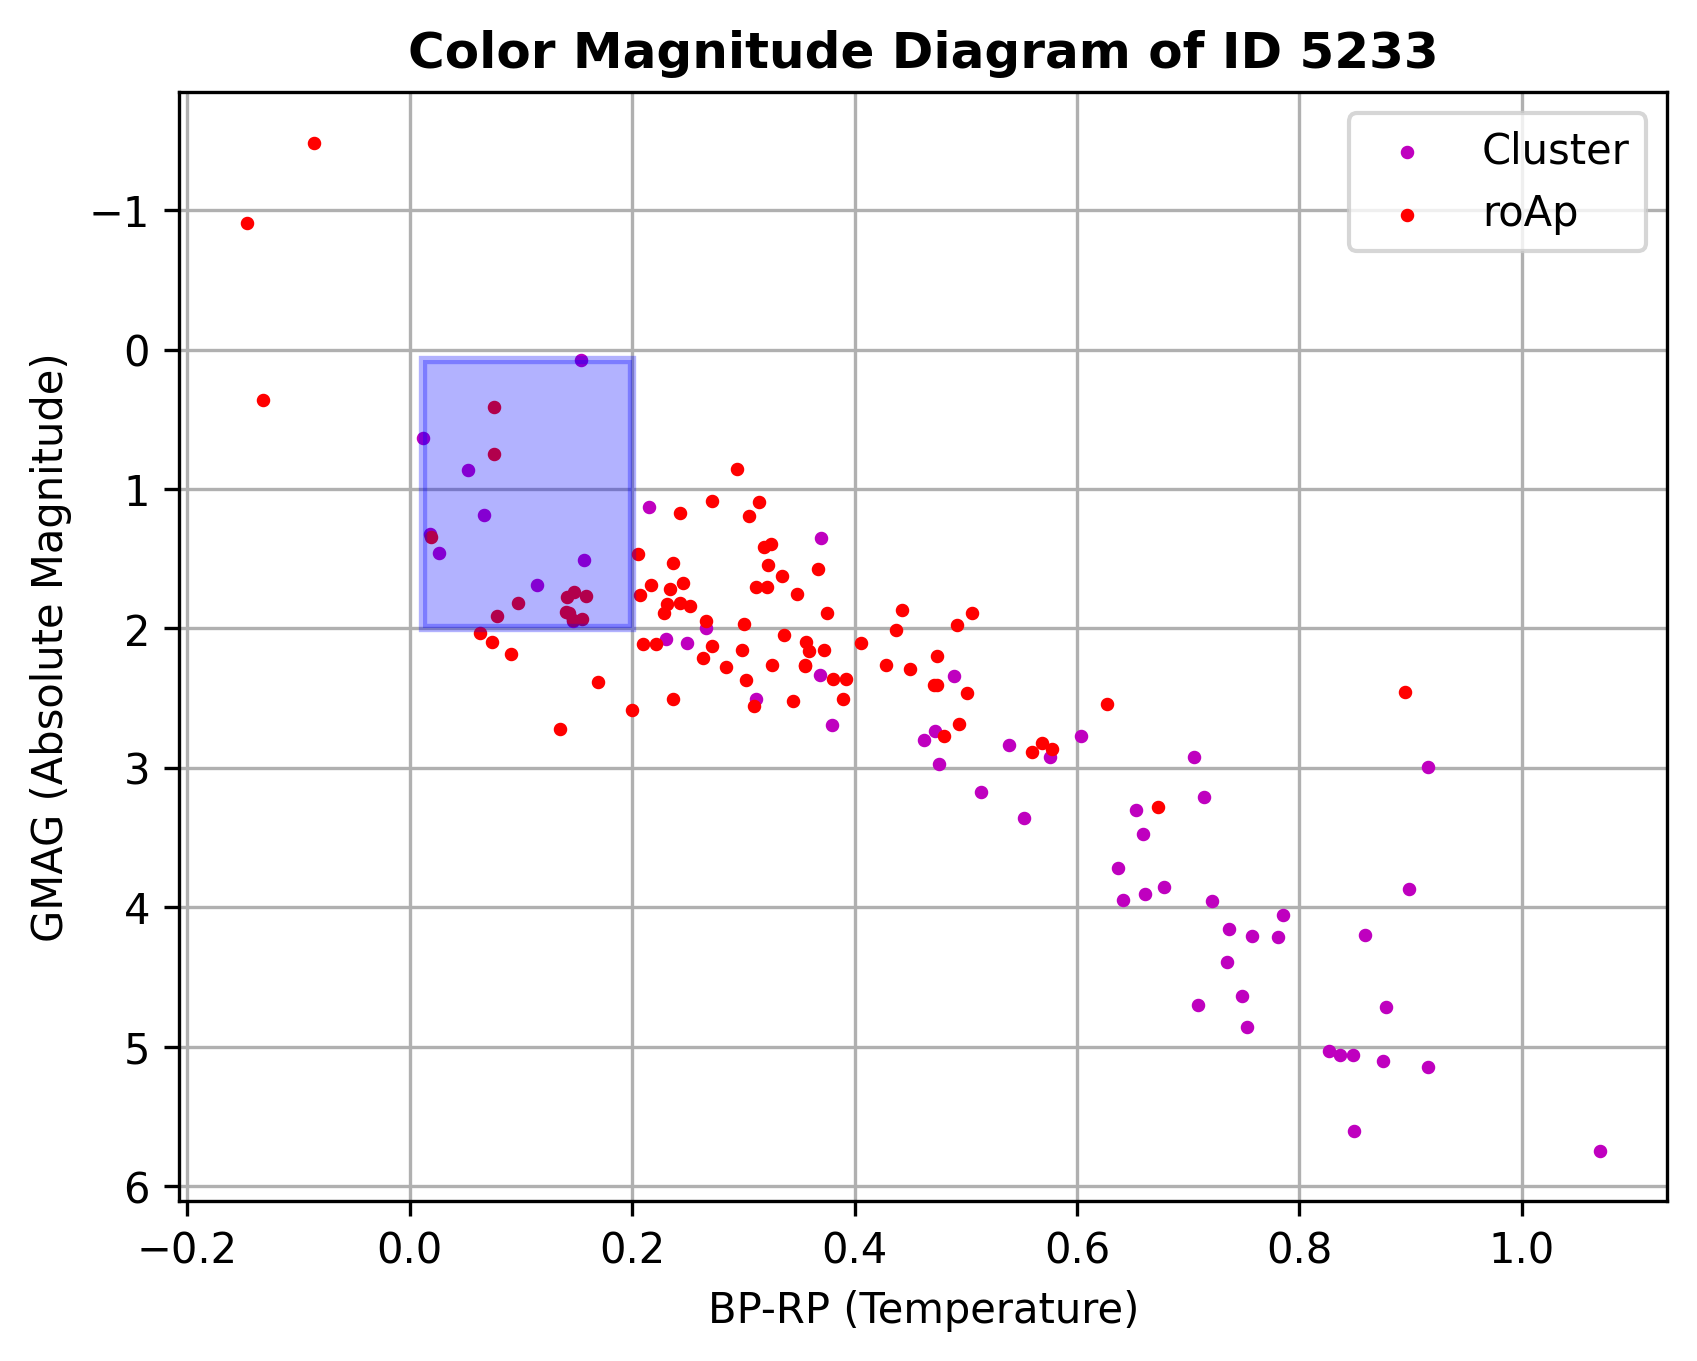 Color Magnitude Diagram of ID 5233
Cluster
roAp
−1
0
1
2
3
4
5
6
GMAG (Absolute Magnitude)
−0.2 0.0 0.2 0.4 0.6 0.8 1.0
BP-RP (Temperature)